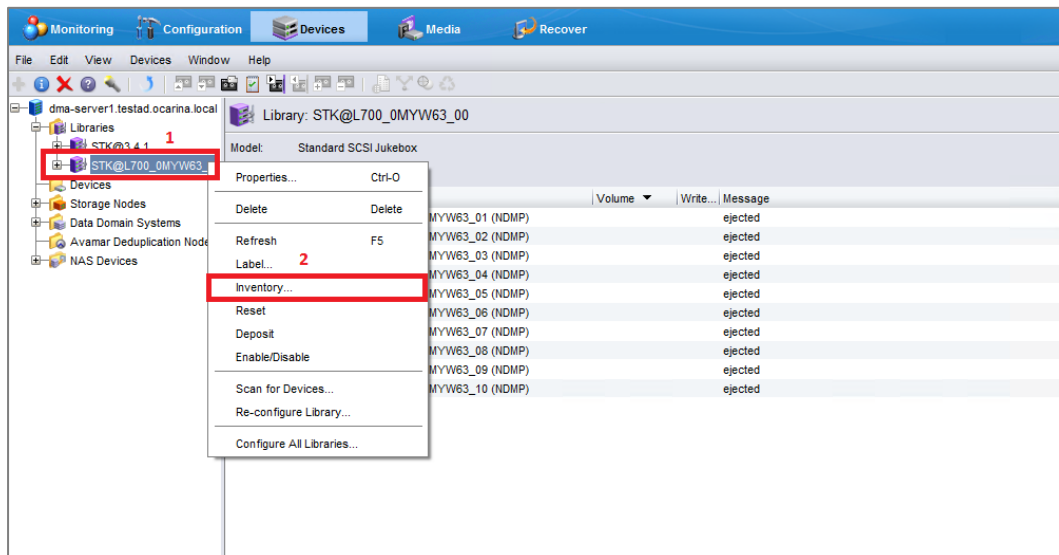 Monitoring Configuration Devices Media Recover
File Edit View Devices Window Help
dma-server1.testad.ocarina.local
Libraries
STK@3.4.1
1
STK@L700_0MYW63_
Devices
Storage Nodes
Data Domain Systems
Avamar Deduplication Node
NAS Devices
Library: STK@L700_0MYW63_00
Model: Standard SCSI Jukebox
Properties... Ctrl-O
Delete Delete
Refresh F5
Label...
2
Inventory...
Reset
Deposit
Enable/Disable
Scan for Devices...
Re-configure Library...
Configure All Libraries...
Volume Write... Message
MYW63_01 (NDMP) ejected
MYW63_02 (NDMP) ejected
MYW63_03 (NDMP) ejected
MYW63_04 (NDMP) ejected
MYW63_05 (NDMP) ejected
MYW63_06 (NDMP) ejected
MYW63_07 (NDMP) ejected
MYW63_08 (NDMP) ejected
MYW63_09 (NDMP) ejected
MYW63_10 (NDMP) ejected